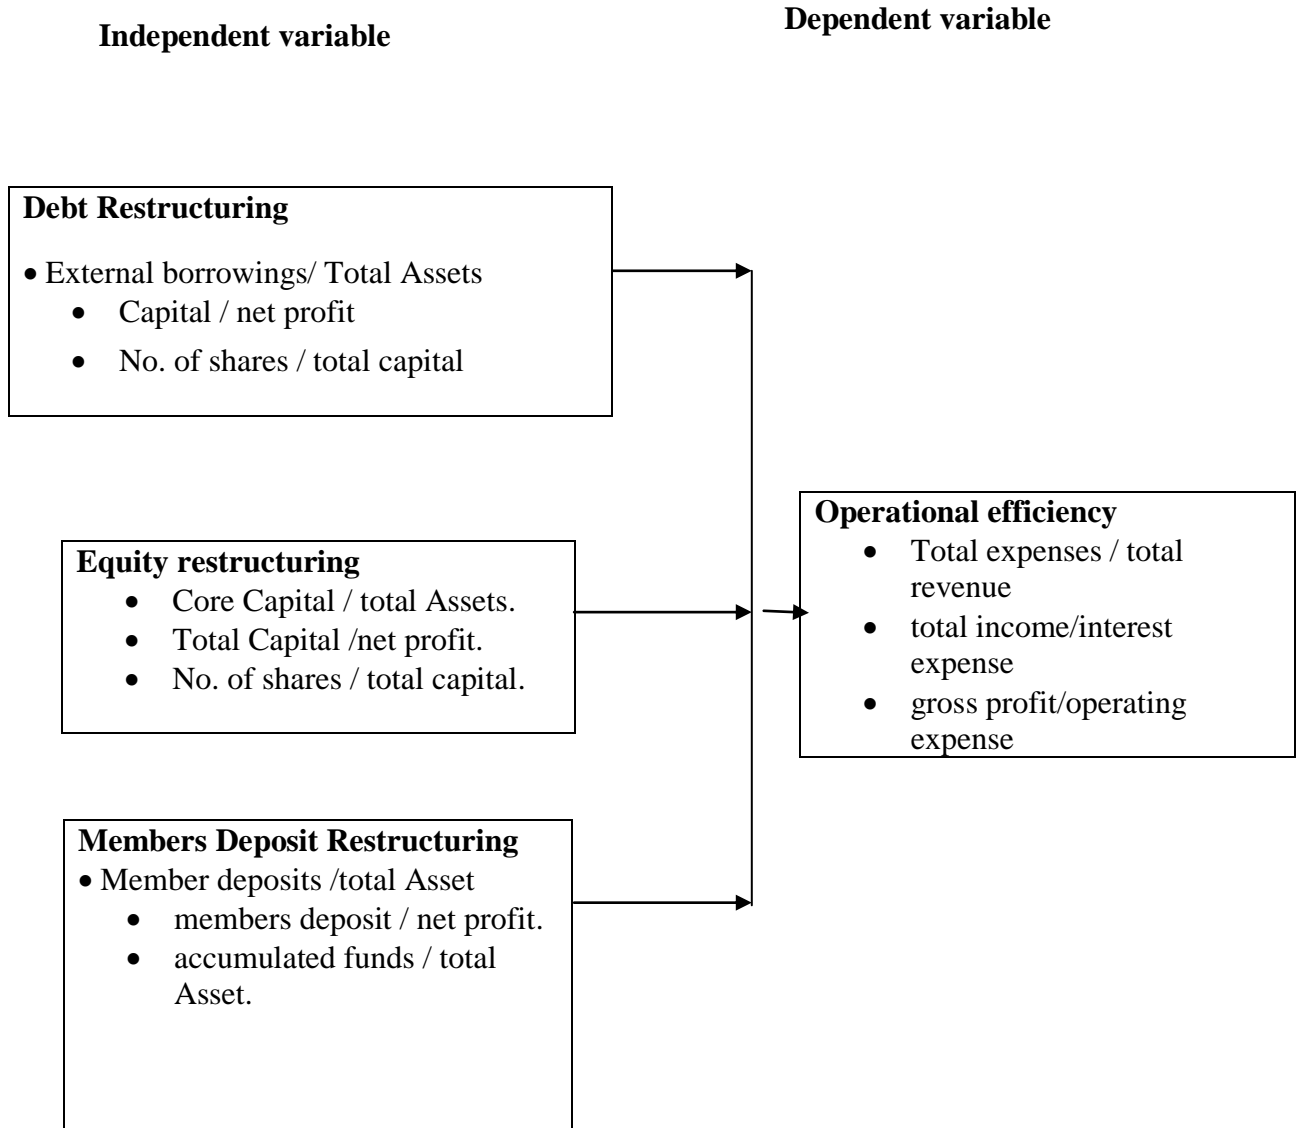 Independent variable
Dependent variable
Debt Restructuring
• External borrowings/ Total Assets
• Capital / net profit
• No. of shares / total capital
Equity restructuring
• Core Capital / total Assets.
• Total Capital /net profit.
• No. of shares / total capital.
Operational efficiency
• Total expenses / total
revenue
• total income/interest
expense
• gross profit/operating
expense
Members Deposit Restructuring
• Member deposits /total Asset
• members deposit / net profit.
• accumulated funds / total
Asset.